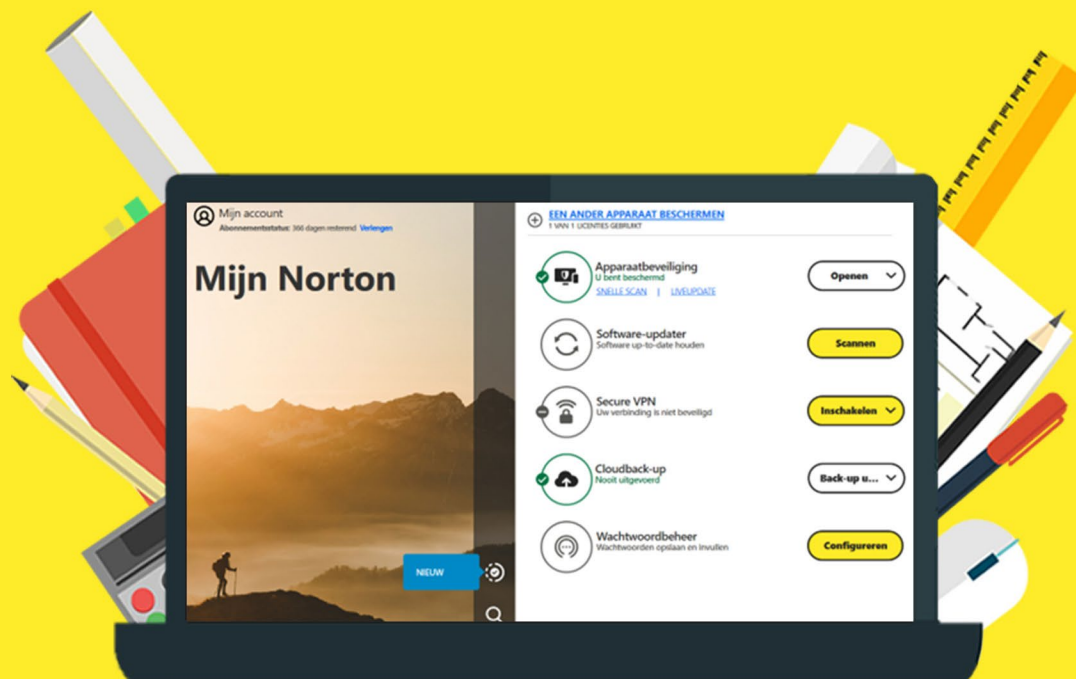 Mijn account
Abonnementsstatus: 366 dagen resterend Verlengen
Mijn Norton
NIEUW
EEN ANDER APPARAAT BESCHERMEN
1 VAN 1 LICENTIES GEBRUIKT
Apparaatbeveiliging
U bent beschermd
SNELLE SCAN | LIVEUPDATE
Openen
Software-updater
Software up-to-date houden
Scannen
Secure VPN
Uw verbinding is niet beveiligd
Inschakelen
Cloudback-up
Nooit uitgevoerd
Back-up u...
Wachtwoordbeheer
Wachtwoorden opslaan en invullen
Configureren